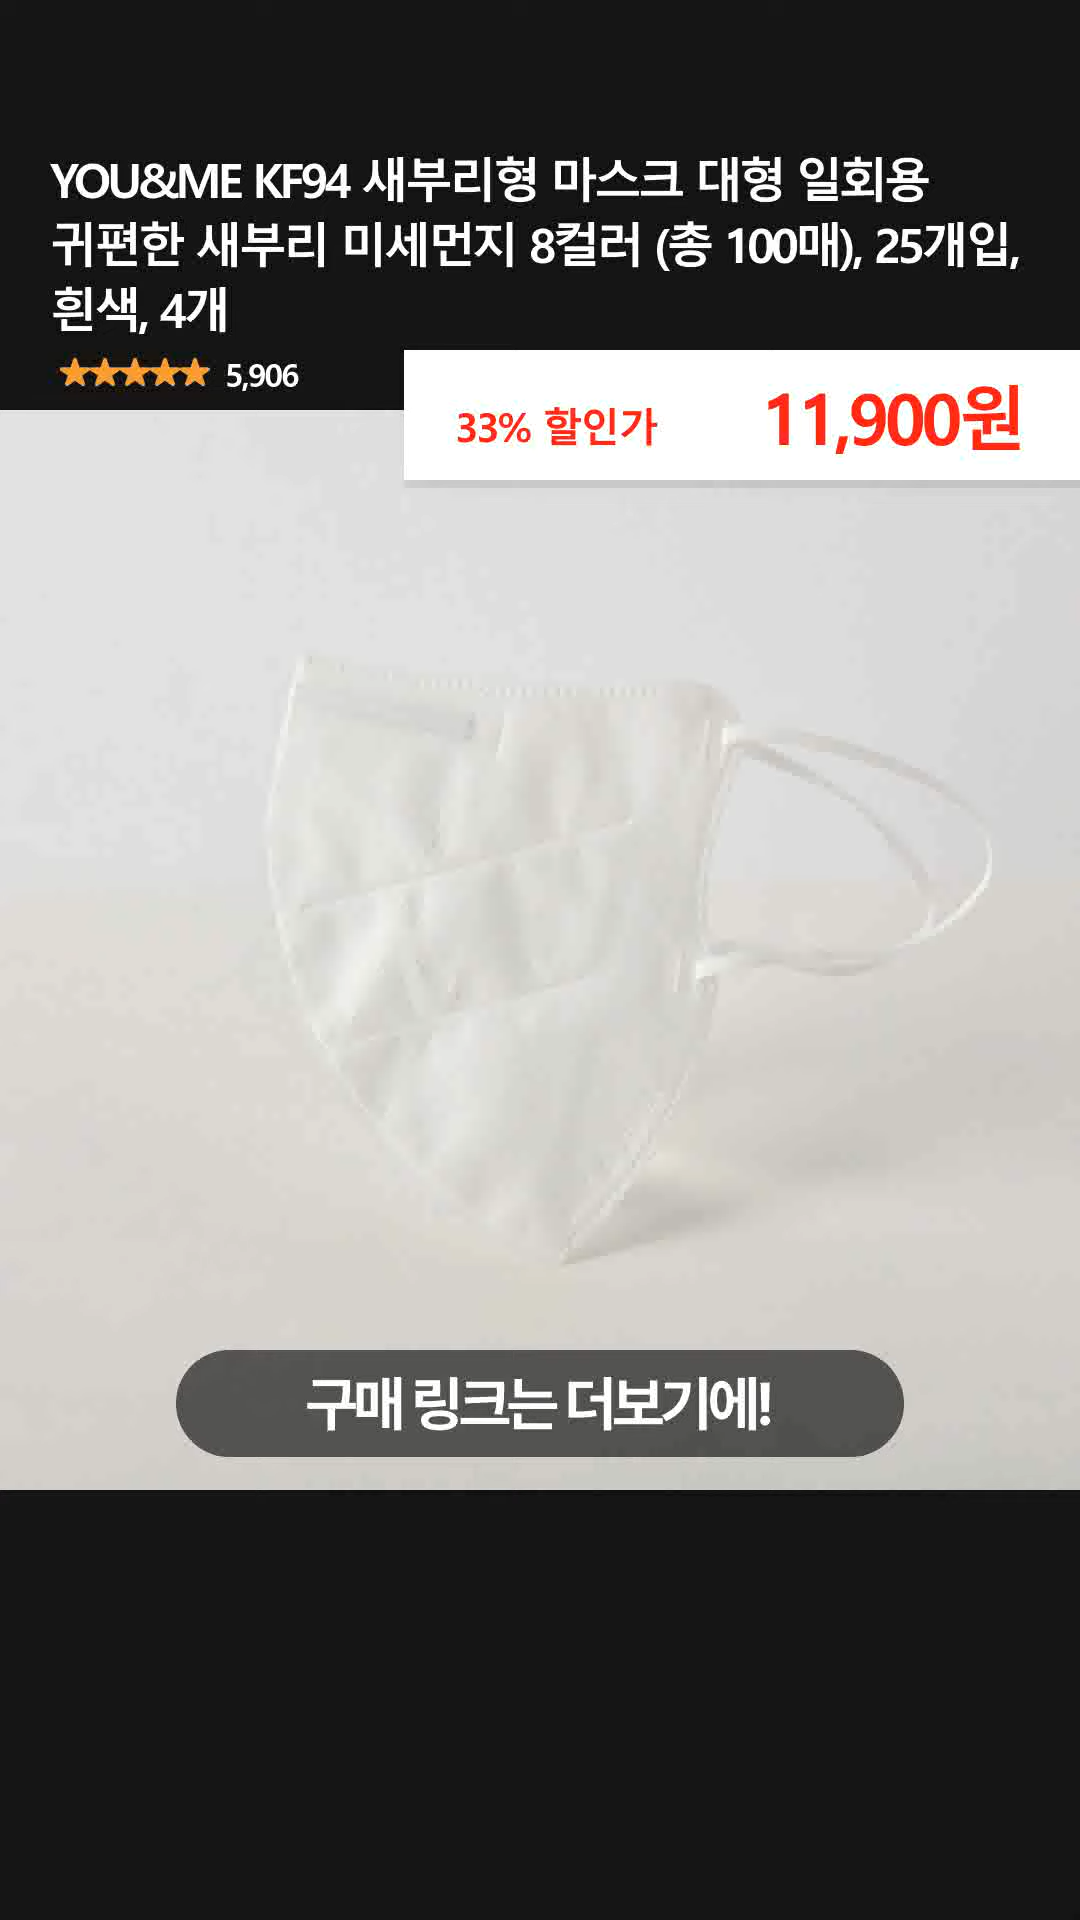 YOU&ME KF94 새부리형 마스크 대형 일회용
귀편한 새부리 미세먼지 8컬러 (총 100매), 25개입,
흰색, 4개
5,906
33% 할인가 11,900원
구매 링크는 더보기에!